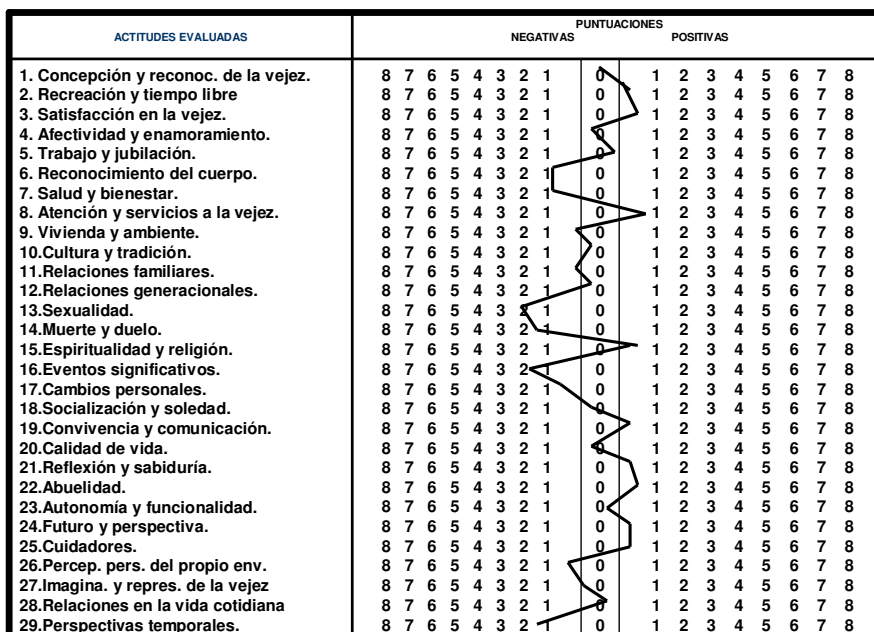 PUNTUACIONES
ACTITUDES EVALUADAS NEGATIVAS POSITIVAS
1. Concepción y reconoc. de la vejez. 8 7 6 5 4 3 2 1 0 1 2 3 4 5 6 7 8
2. Recreación y tiempo libre 8 7 6 5 4 3 2 1 0 1 2 3 4 5 6 7 8
3. Satisfacción en la vejez. 8 7 6 5 4 3 2 1 0 1 2 3 4 5 6 7 8
4. Afectividad y enamoramiento. 8 7 6 5 4 3 2 1 0 1 2 3 4 5 6 7 8
5. Trabajo y jubilación. 8 7 6 5 4 3 2 1 0 1 2 3 4 5 6 7 8
6. Reconocimiento del cuerpo. 8 7 6 5 4 3 2 1 0 1 2 3 4 5 6 7 8
7. Salud y bienestar. 8 7 6 5 4 3 2 1 0 1 2 3 4 5 6 7 8
8. Atención y servicios a la vejez. 8 7 6 5 4 3 2 1 0 1 2 3 4 5 6 7 8
9. Vivienda y ambiente. 8 7 6 5 4 3 2 1 0 1 2 3 4 5 6 7 8
10.Cultura y tradición. 8 7 6 5 4 3 2 1 0 1 2 3 4 5 6 7 8
11.Relaciones familiares. 8 7 6 5 4 3 2 1 0 1 2 3 4 5 6 7 8
12.Relaciones generacionales. 8 7 6 5 4 3 2 1 0 1 2 3 4 5 6 7 8
13.Sexualidad. 8 7 6 5 4 3 2 1 0 1 2 3 4 5 6 7 8
14.Muerte y duelo. 8 7 6 5 4 3 2 1 0 1 2 3 4 5 6 7 8
15.Espiritualidad y religión. 8 7 6 5 4 3 2 1 0 1 2 3 4 5 6 7 8
16.Eventos significativos. 8 7 6 5 4 3 2 1 0 1 2 3 4 5 6 7 8
17.Cambios personales. 8 7 6 5 4 3 2 1 0 1 2 3 4 5 6 7 8
18.Socialización y soledad. 8 7 6 5 4 3 2 1 0 1 2 3 4 5 6 7 8
19.Convivencia y comunicación. 8 7 6 5 4 3 2 1 0 1 2 3 4 5 6 7 8
20.Calidad de vida. 8 7 6 5 4 3 2 1 0 1 2 3 4 5 6 7 8
21.Reflexión y sabiduría. 8 7 6 5 4 3 2 1 0 1 2 3 4 5 6 7 8
22.Abuelidad. 8 7 6 5 4 3 2 1 0 1 2 3 4 5 6 7 8
23.Autonomía y funcionalidad. 8 7 6 5 4 3 2 1 0 1 2 3 4 5 6 7 8
24.Futuro y perspectiva. 8 7 6 5 4 3 2 1 0 1 2 3 4 5 6 7 8
25.Cuidadores. 8 7 6 5 4 3 2 1 0 1 2 3 4 5 6 7 8
26.Percep. pers. del propio env. 8 7 6 5 4 3 2 1 0 1 2 3 4 5 6 7 8
27.Imagina. y repres. de la vejez 8 7 6 5 4 3 2 1 0 1 2 3 4 5 6 7 8
28.Relaciones en la vida cotidiana 8 7 6 5 4 3 2 1 0 1 2 3 4 5 6 7 8
29.Perspectivas temporales. 8 7 6 5 4 3 2 1 0 1 2 3 4 5 6 7 8